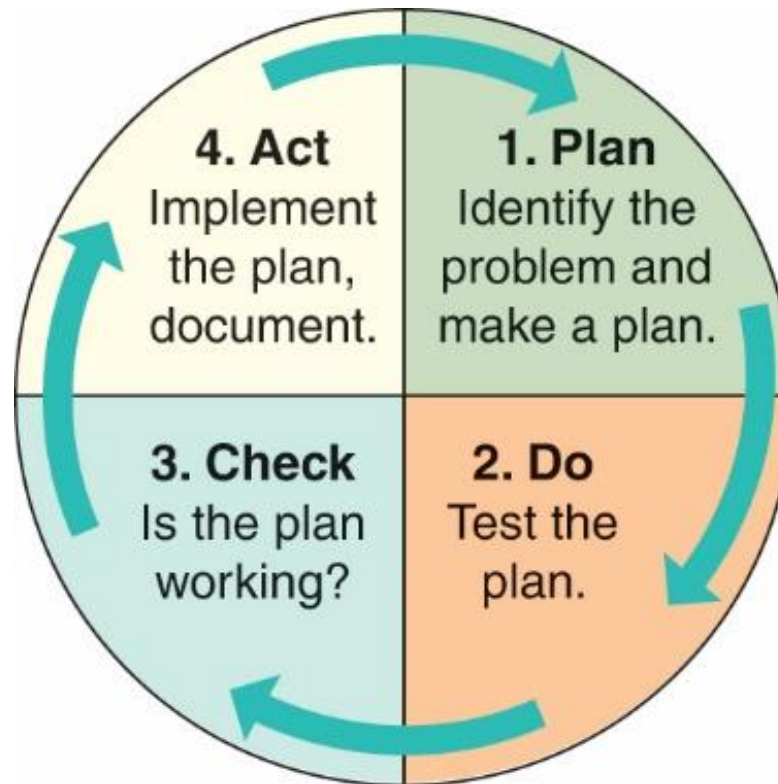 4. Act
Implement
the plan,
document.
1. Plan
Identify the
problem and
make a plan.
3. Check
Is the plan
working?
2. Do
Test the
plan.